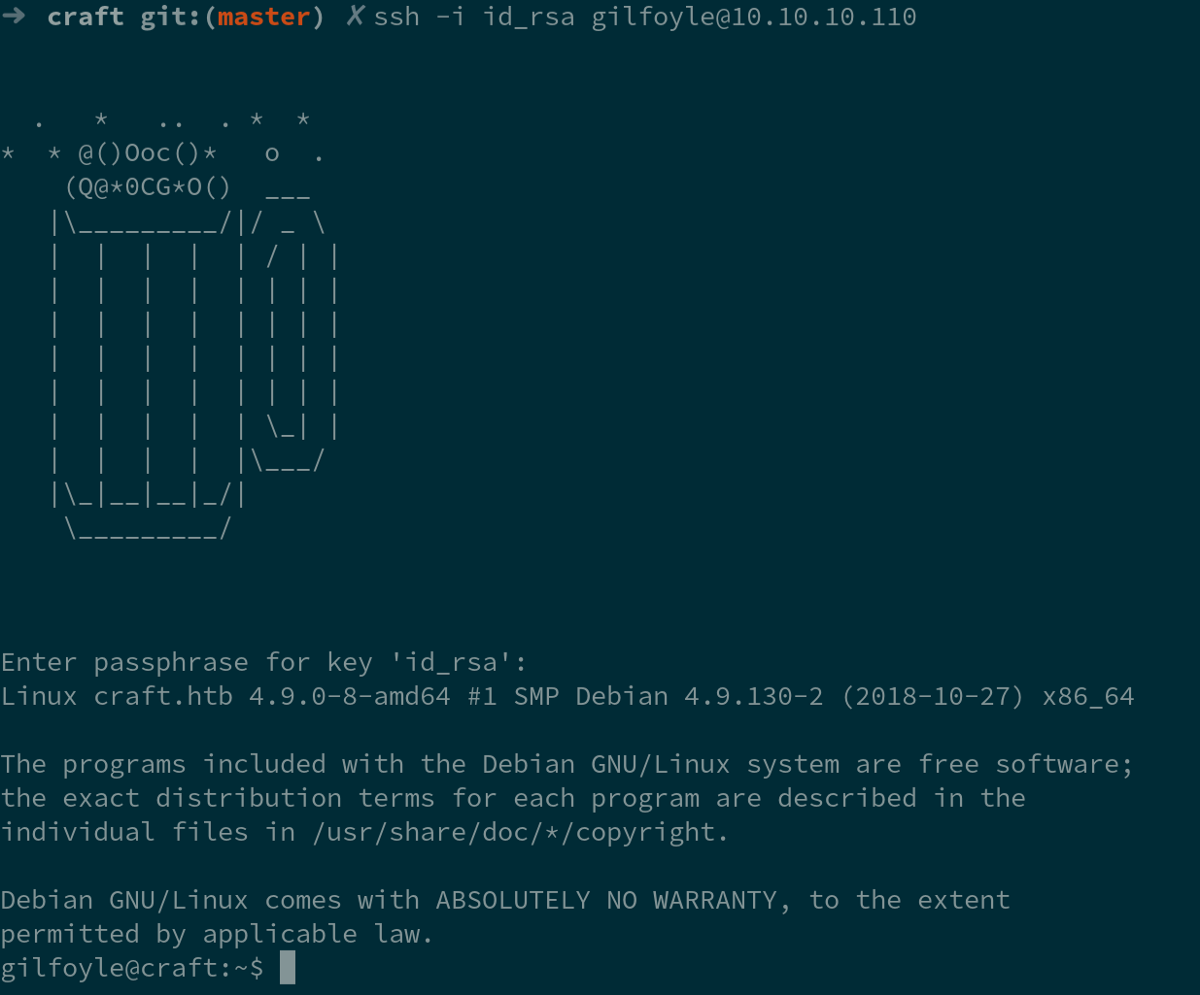 ➜  craft git:(master) ✗ ssh -i id_rsa gilfoyle@10.10.10.110
  .   *   ..  . *  *
*  * @()Ooc()*   o  .
    (Q@*0CG*O()  ___
   |\_________/|/ _ \
   |  |  |  |  | / | |
   |  |  |  |  | | | |
   |  |  |  |  | | | |
   |  |  |  |  | | | |
   |  |  |  |  | | | |
   |  |  |  |  | \_| |
   |  |  |  |  |\___/
   |\_|__|__|_/|
    \_________/
Enter passphrase for key 'id_rsa':
Linux craft.htb 4.9.0-8-amd64 #1 SMP Debian 4.9.130-2 (2018-10-27) x86_64
The programs included with the Debian GNU/Linux system are free software;
the exact distribution terms for each program are described in the
individual files in /usr/share/doc/*/copyright.
Debian GNU/Linux comes with ABSOLUTELY NO WARRANTY, to the extent
permitted by applicable law.
gilfoyle@craft:~$